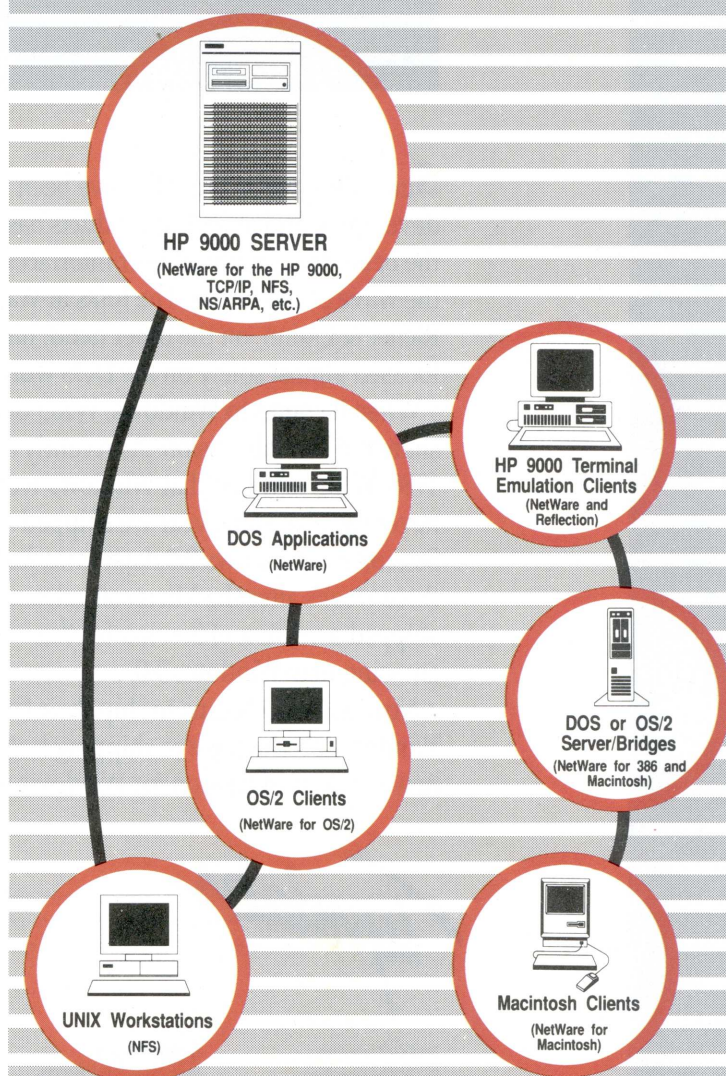 HP 9000 SERVER
(NetWare for the HP 9000,
TCP/IP, NFS,
NS/ARPA, etc.)
HP 9000 Terminal
Emulation Clients
(NetWare and
Reflection)
DOS Applications
(NetWare)
DOS or OS/2
Server/Bridges
(NetWare for 386 and
Macintosh)
OS/2 Clients
(NetWare for OS/2)
UNIX Workstations
(NFS)
Macintosh Clients
(NetWare for
Macintosh)